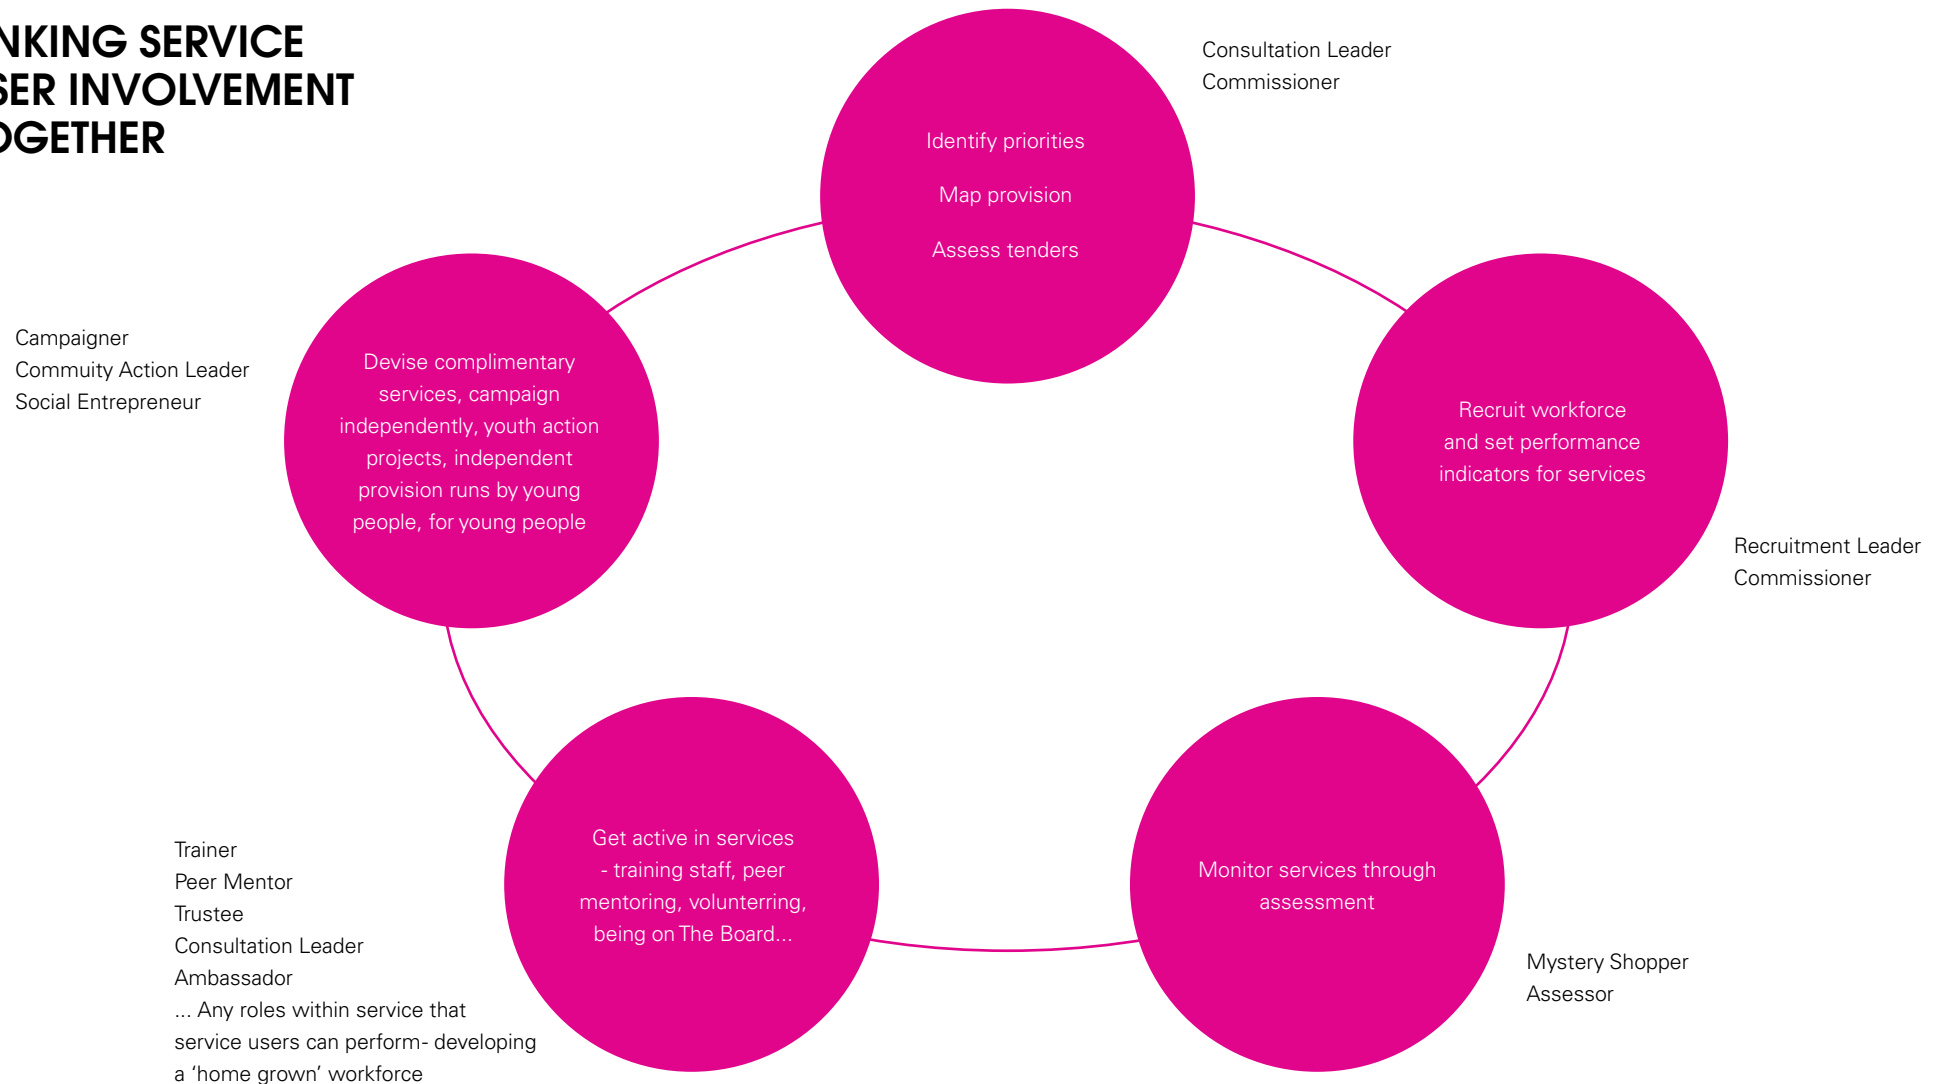 NKING SERVICE
SER INVOLVEMENT
OGETHER
Consultation Leader
Commissioner
Identify priorities
Map provision
Assess tenders
Campaigner
Commuity Action Leader
Social Entrepreneur
Devise complimentary
services, campaign
independently, youth action
projects, independent
provision runs by young
people, for young people
Recruit workforce
and set performance
indicators for services
Recruitment Leader
Commissioner
Trainer
Peer Mentor
Trustee
Consultation Leader
Ambassador
... Any roles within service that
service users can perform- developing
a ‘home grown’ workforce
Get active in services
- training staff, peer
mentoring, volunterring,
being on The Board...
Monitor services through
assessment
Mystery Shopper
Assessor